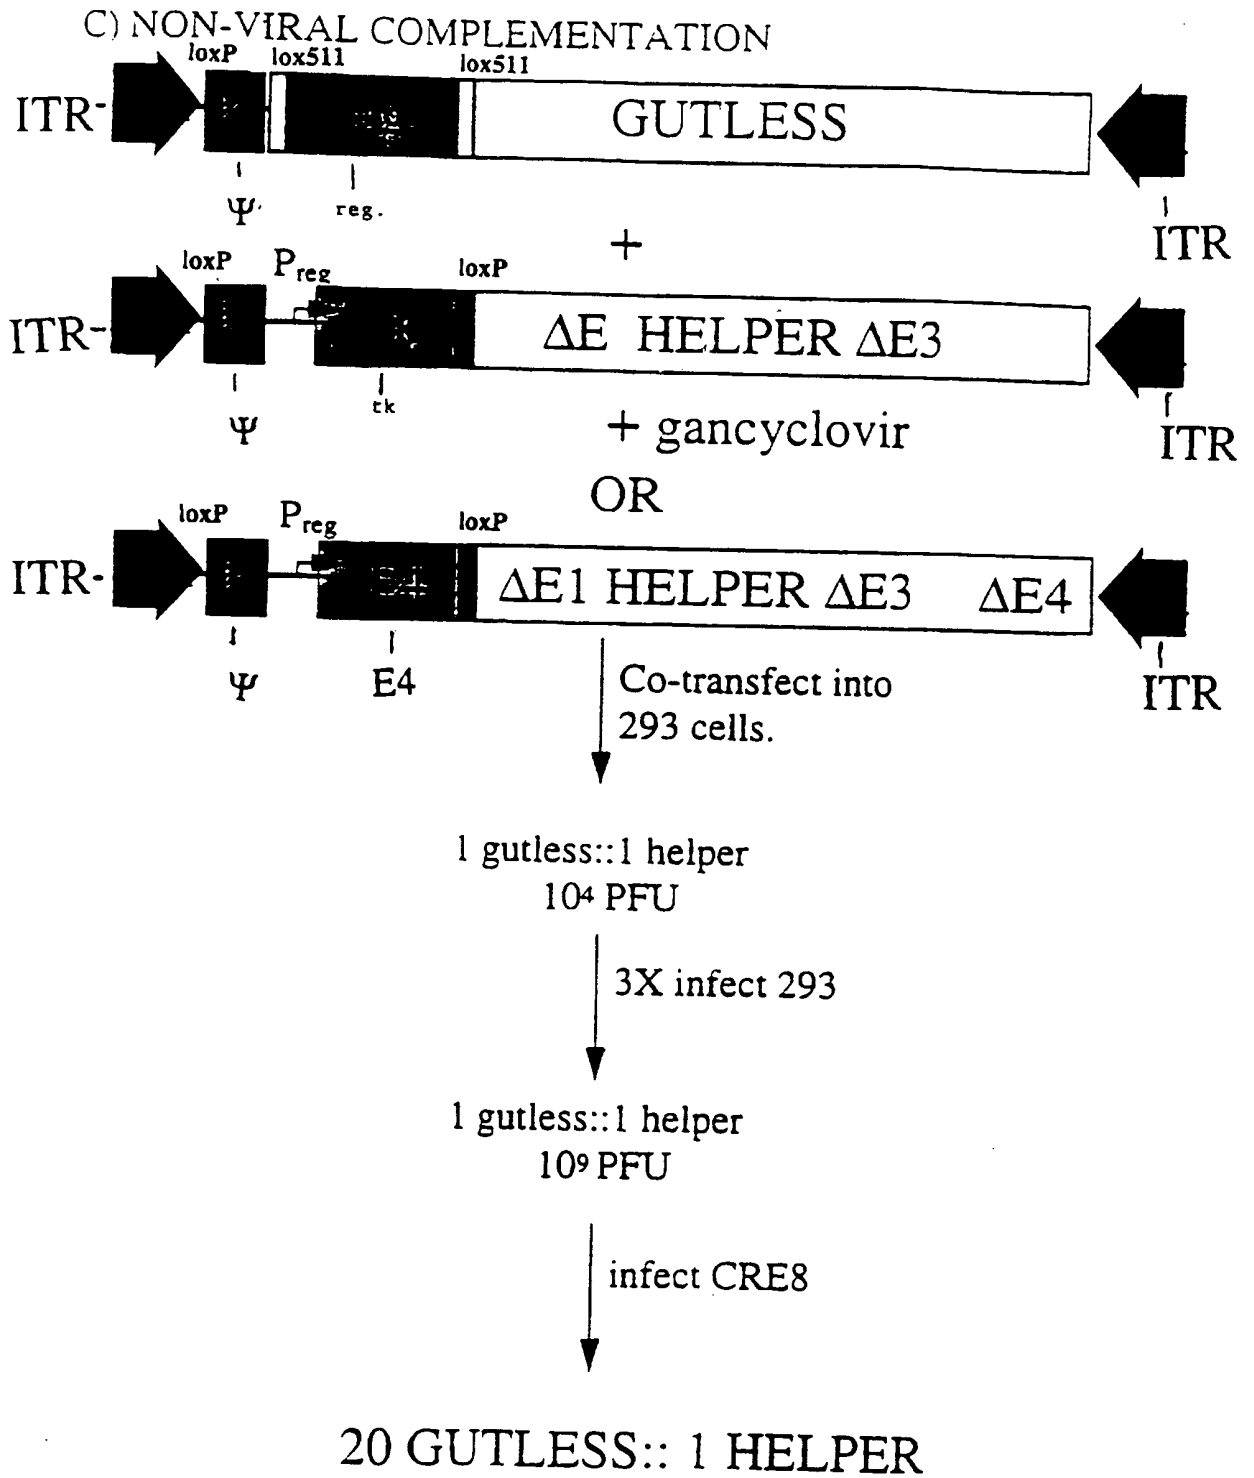 C) NON-VIRAL COMPLEMENTATION
loxP lox511 lox511
ITR- GUTLESS
Ψ reg. ITR
+
loxP Preg loxP
ITR- ΔE HELPER ΔE3
Ψ tk ITR
+ gancyclovir
OR
loxP Preg loxP
ITR- E4 ΔE1 HELPER ΔE3 ΔE4
Ψ E4 ITR
Co-transfect into
293 cells.
1 gutless::1 helper
10⁴ PFU
3X infect 293
1 gutless::1 helper
10⁹ PFU
infect CRE8
20 GUTLESS:: 1 HELPER